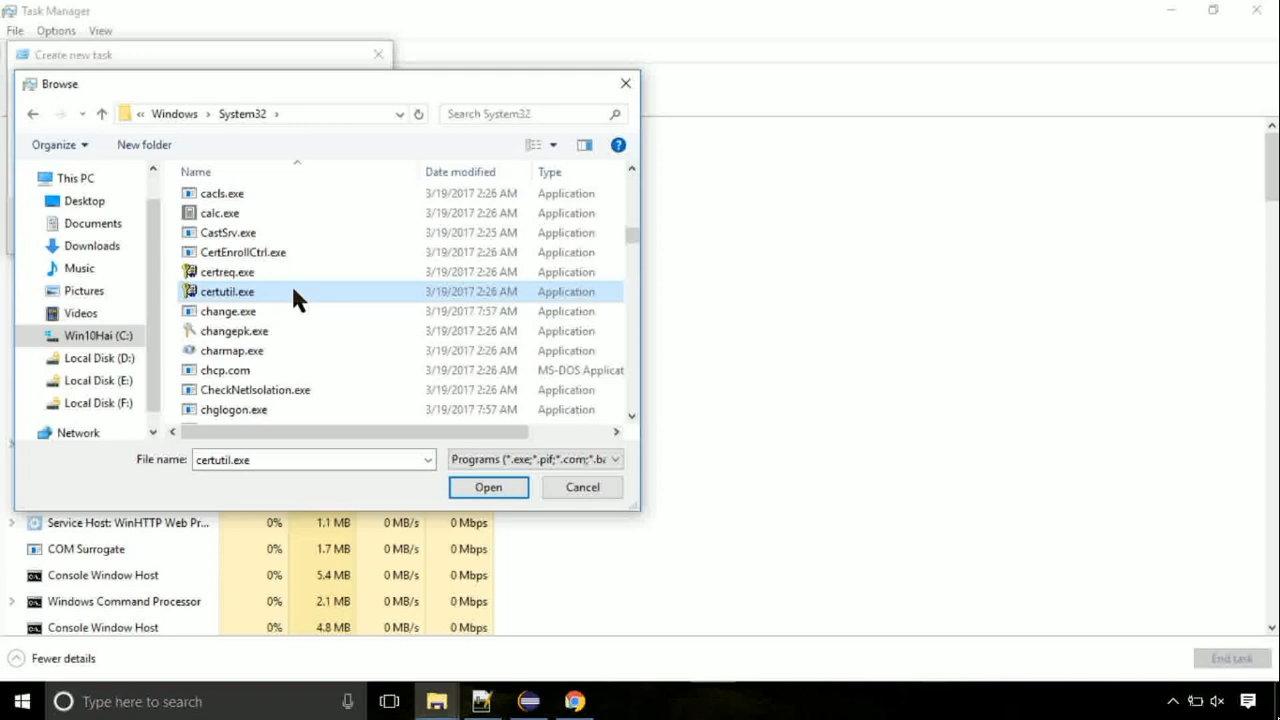 Task Manager
File Options View
Create new task
Browse
« Windows > System32 >
Search System32
Organize New folder
This PC
Desktop
Documents
Downloads
Music
Pictures
Videos
Win10Hai (C:)
Local Disk (D:)
Local Disk (E:)
Local Disk (F:)
Network
Name Date modified Type
cacls.exe 3/19/2017 2:26 AM Application
calc.exe 3/19/2017 2:26 AM Application
CastSrv.exe 3/19/2017 2:25 AM Application
CertEnrollCtrl.exe 3/19/2017 2:26 AM Application
certreq.exe 3/19/2017 2:26 AM Application
certutil.exe 3/19/2017 2:26 AM Application
change.exe 3/19/2017 7:57 AM Application
changepk.exe 3/19/2017 2:26 AM Application
charmap.exe 3/19/2017 2:26 AM Application
chcp.com 3/19/2017 2:26 AM MS-DOS Applicat
CheckNetIsolation.exe 3/19/2017 2:26 AM Application
chglogon.exe 3/19/2017 7:57 AM Application
File name: certutil.exe Programs (*.exe;*.pif;*.com;*.ba
Open Cancel
Service Host: WinHTTP Web Pr... 0% 1.1 MB 0 MB/s 0 Mbps
COM Surrogate 0% 1.7 MB 0 MB/s 0 Mbps
Console Window Host 0% 5.4 MB 0 MB/s 0 Mbps
Windows Command Processor 0% 2.1 MB 0 MB/s 0 Mbps
Console Window Host 0% 4.8 MB 0 MB/s 0 Mbps
Fewer details End task
Type here to search